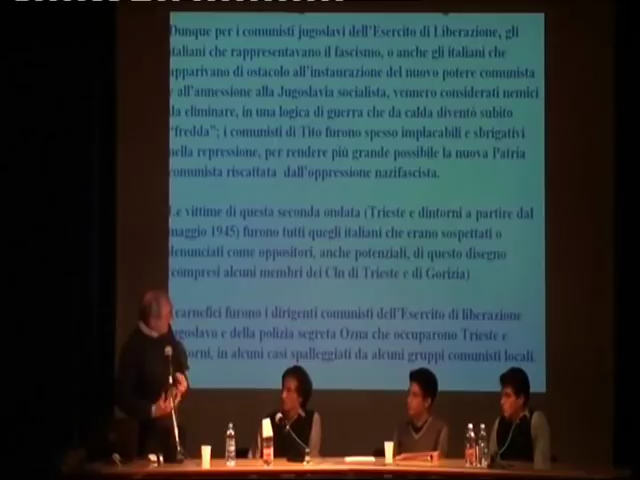 Dunque per i comunisti jugoslavi dell'Esercito di Liberazione, gli
italiani che rappresentavano il fascismo, o anche gli italiani che
apparivano di ostacolo all'instaurazione del nuovo potere comunista
e all'annessione alla Jugoslavia socialista, vennero considerati nemici
da eliminare, in una logica di guerra che da calda diventò subito
"fredda"; i comunisti di Tito furono spesso implacabili e sbrigativi
nella repressione, per rendere più grande possibile la nuova Patria
comunista riscattata dall'oppressione nazifascista.
Le vittime di questa seconda ondata (Trieste e dintorni a partire dal
maggio 1945) furono tutti quegli italiani che erano sospettati o
denunciati come oppositori, anche potenziali, di questo disegno
(compresi alcuni membri dei Cln di Trieste e di Gorizia)
carnefici furono i dirigenti comunisti dell'Esercito di liberazione
jugoslavo e della polizia segreta Ozna che occuparono Trieste e
dintorni, in alcuni casi spalleggiati da alcuni gruppi comunisti locali.